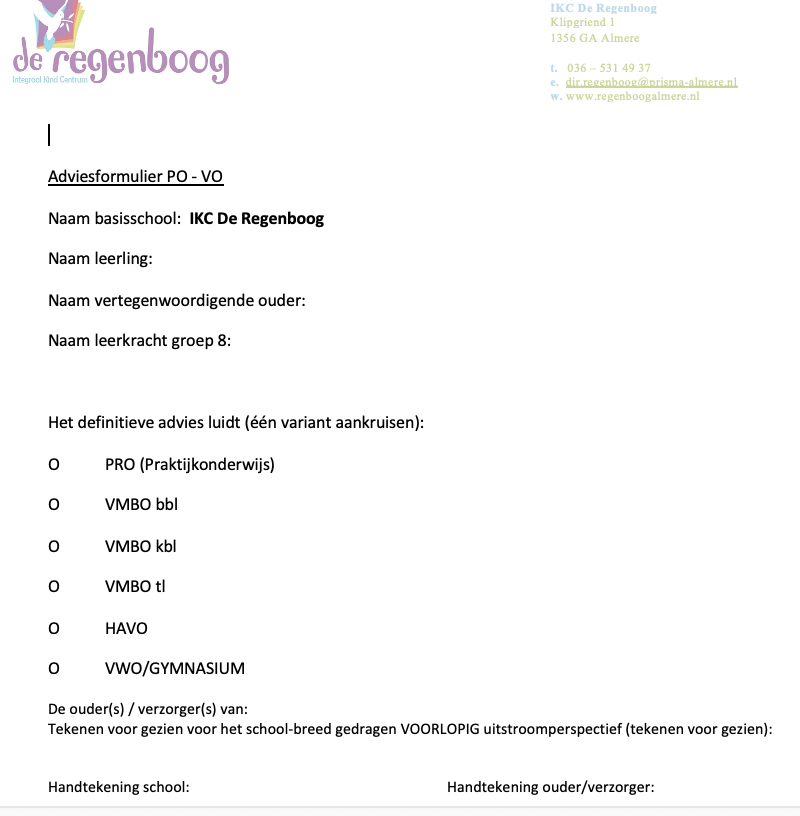 de regenboog
Integraal Kind Centrum
IKC De Regenboog
Klipgriend 1
1356 GA Almere
t. 036 – 531 49 37
e. dir.regenboog@prisma-almere.nl
w. www.regenboogalmere.nl
Adviesformulier PO - VO
Naam basisschool: IKC De Regenboog
Naam leerling:
Naam vertegenwoordigende ouder:
Naam leerkracht groep 8:
Het definitieve advies luidt (één variant aankruisen):
O PRO (Praktijkonderwijs)
O VMBO bbl
O VMBO kbl
O VMBO tl
O HAVO
O VWO/GYMNASIUM
De ouder(s) / verzorger(s) van:
Tekenen voor gezien voor het school-breed gedragen VOORLOPIG uitstroomperspectief (tekenen voor gezien):
Handtekening school: Handtekening ouder/verzorger: